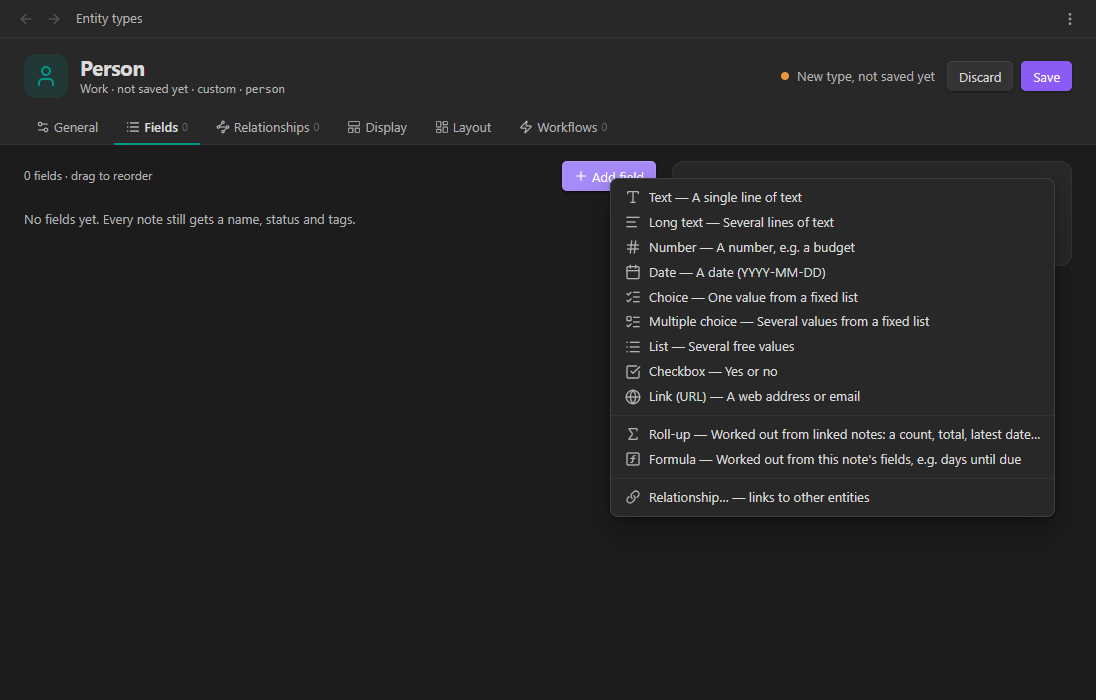 Entity types
Person
Work · not saved yet · custom · person
New type, not saved yet
Discard
Save
General
Fields 0
Relationships 0
Display
Layout
Workflows 0
0 fields · drag to reorder
+ Add field
No fields yet. Every note still gets a name, status and tags.
Text — A single line of text
Long text — Several lines of text
Number — A number, e.g. a budget
Date — A date (YYYY-MM-DD)
Choice — One value from a fixed list
Multiple choice — Several values from a fixed list
List — Several free values
Checkbox — Yes or no
Link (URL) — A web address or email
Roll-up — Worked out from linked notes: a count, total, latest date...
Formula — Worked out from this note's fields, e.g. days until due
Relationship... — links to other entities